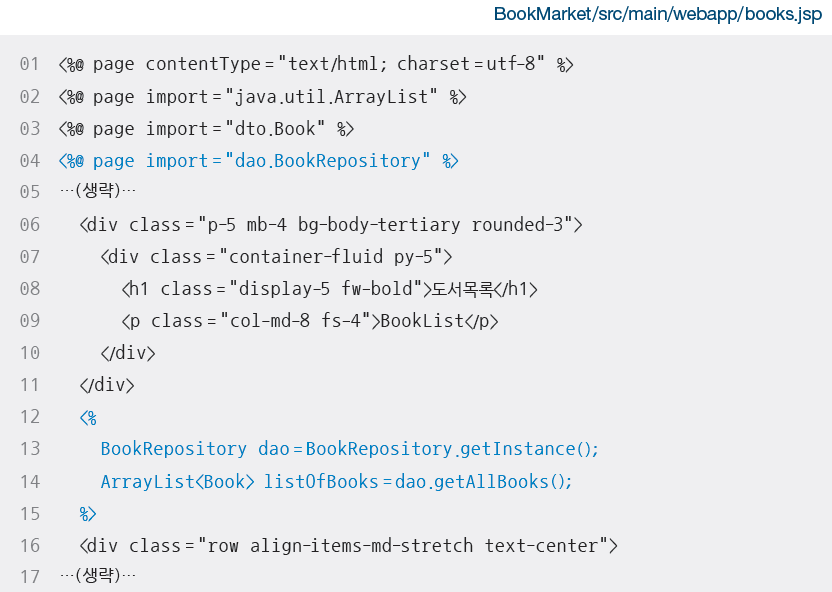 BookMarket/src/main/webapp/books.jsp
01 <%@ page contentType="text/html; charset=utf-8" %>
02 <%@ page import="java.util.ArrayList" %>
03 <%@ page import="dto.Book" %>
04 <%@ page import="dao.BookRepository" %>
05 …(생략)…
06 <div class="p-5 mb-4 bg-body-tertiary rounded-3">
07 <div class="container-fluid py-5">
08 <h1 class="display-5 fw-bold">도서목록</h1>
09 <p class="col-md-8 fs-4">BookList</p>
10 </div>
11 </div>
12 <%
13 BookRepository dao=BookRepository.getInstance();
14 ArrayList<Book> listOfBooks=dao.getAllBooks();
15 %>
16 <div class="row align-items-md-stretch text-center">
17 …(생략)…